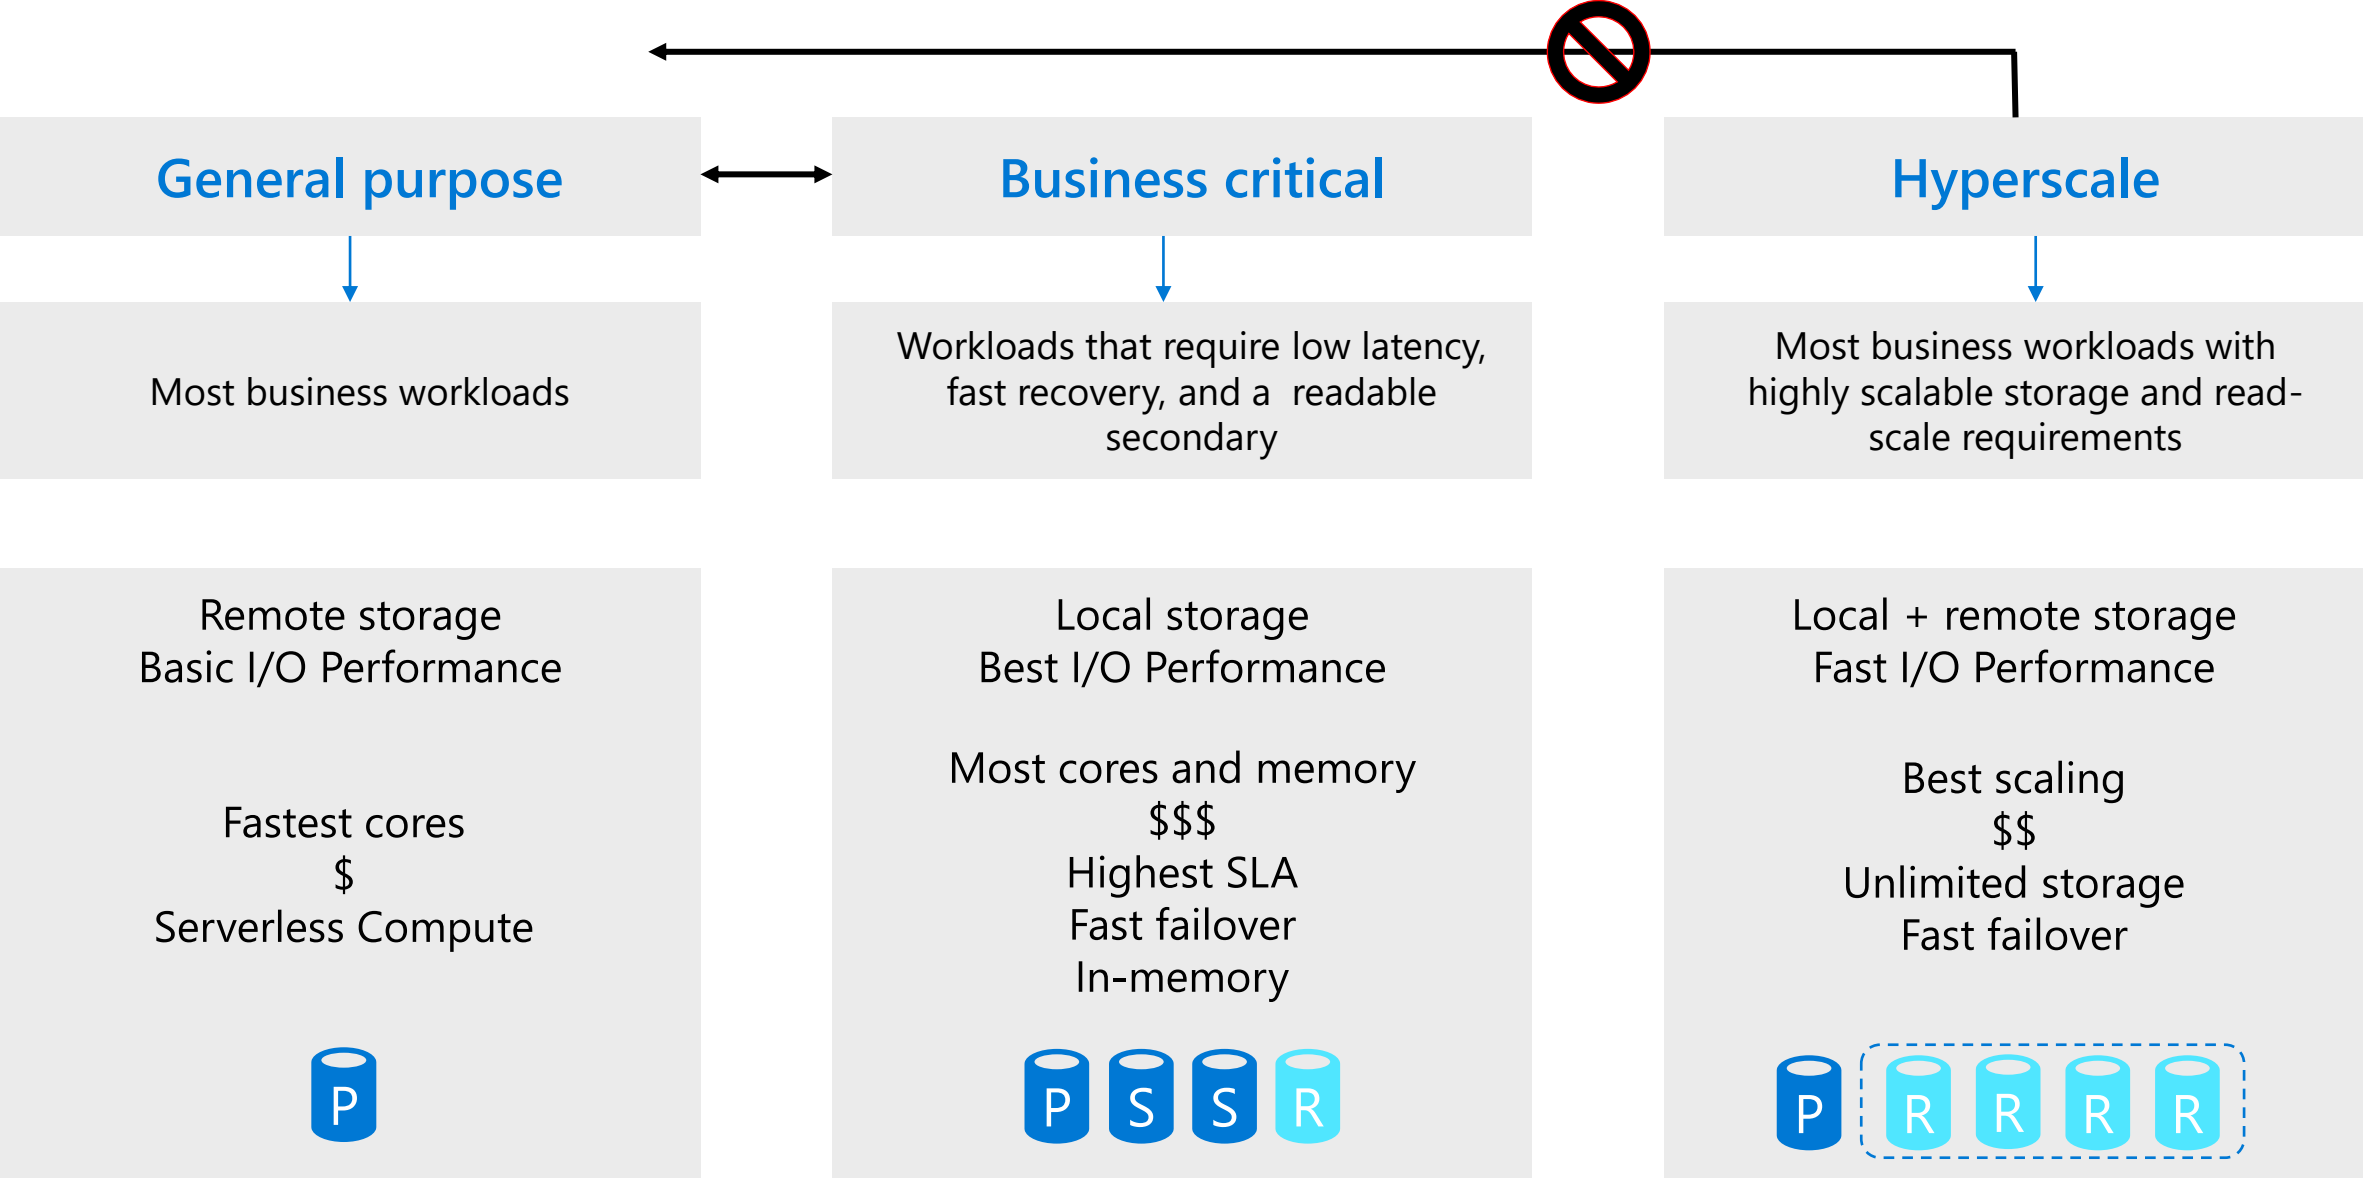 General purpose
Business critical
Hyperscale
Most business workloads
Workloads that require low latency,
fast recovery, and a  readable
secondary
Most business workloads with
highly scalable storage and read-
scale requirements
Remote storage
Basic I/O Performance
Fastest cores
$
Serverless Compute
P
Local storage
Best I/O Performance
Most cores and memory
$$$
Highest SLA
Fast failover
In-memory
P S S R
Local + remote storage
Fast I/O Performance
Best scaling
$$
Unlimited storage
Fast failover
P R R R R